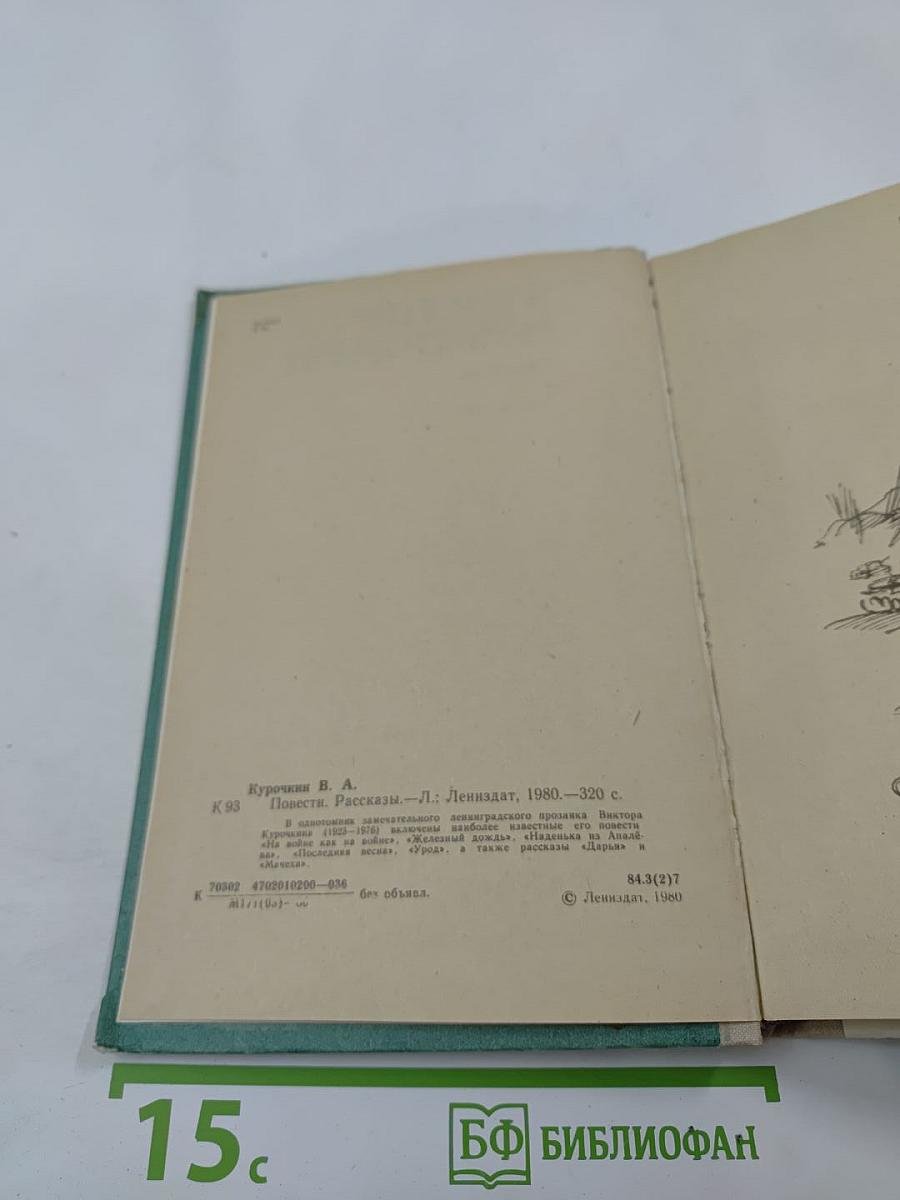 Курочкин В. А.
К 93 Повести. Рассказы.—Л.: Лениздат, 1980.—320 с.
В однотомник замечательного ленинградского прозаика Виктора
Курочкина (1923—1976) включены наиболее известные его повести
«На войне как на войне», «Железный дождь», «Наденька из Апалё-
ва», «Последняя весна», «Урод», а также рассказы «Дарья» и
«Мачеха».
К 70302 4702010200—036 без объявл.
84.3(2)7
© Лениздат, 1980
15 с
БФ БИБЛИОФАН